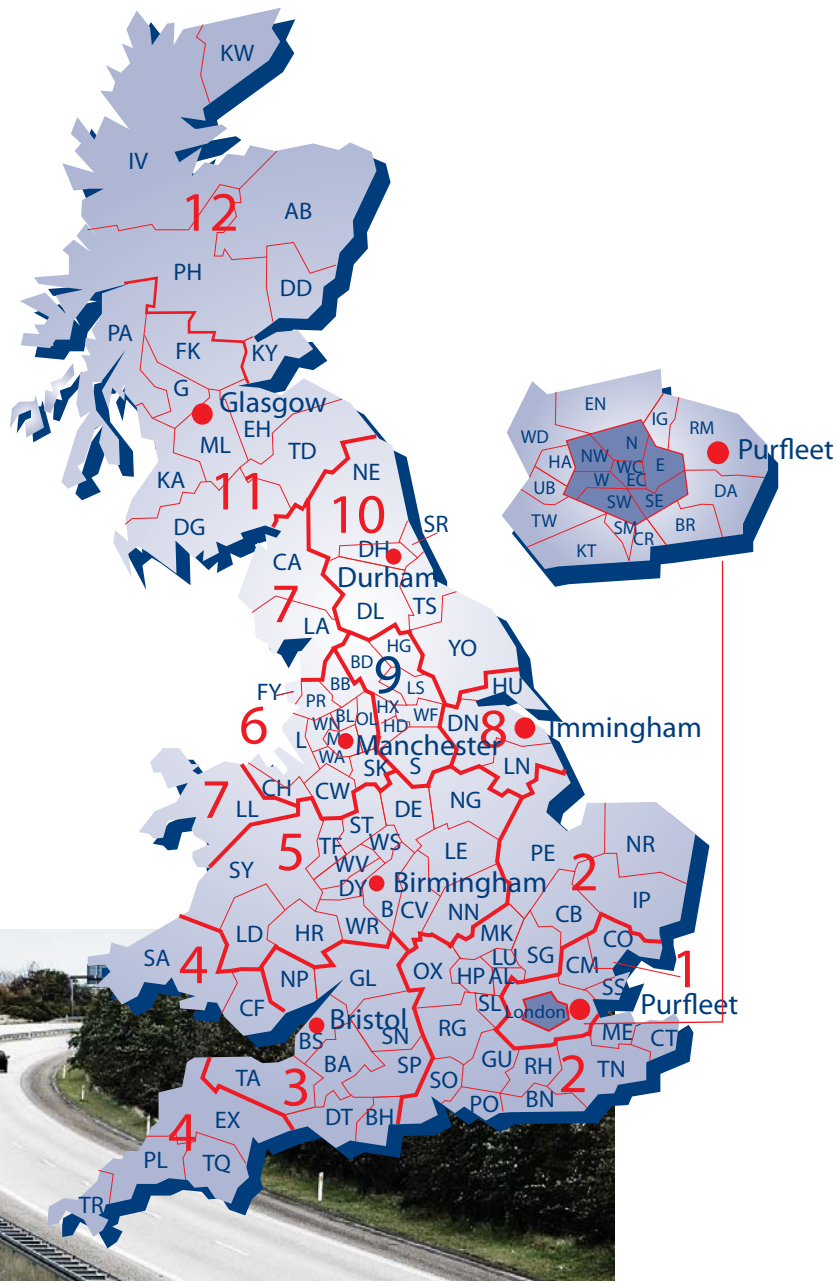 KW
IV
12
AB
PH
DD
PA
FK
KY
G
Glasgow
EH
ML
TD
KA
11
DG
NE
10
SR
DH
Durham
CA
7
DL
TS
LA
HG
YO
BD
9
BB
LS
HU
FY
PR
HX
WF
DN
WN
BL
OL
HD
8
Immingham
6
L
M
Manchester
WA
SK
S
LN
CH
CW
7
LL
DE
NG
ST
5
TF
WS
LE
SY
WV
DY
Birmingham
B
CV
NN
WR
LD
HR
PE
NR
2
CB
IP
MK
SG
CO
LU
CM
1
SA
4
NP
GL
OX
HP
AL
SS
CF
SL
London
Purfleet
Bristol
BS
SN
RG
ME
CT
BA
SP
GU
RH
TN
TA
3
SO
2
EX
DT
BH
PO
BN
4
PL
TQ
TR
EN
IG
RM
WD
N
Purfleet
HA
NW
WC
E
W
EC
DA
UB
SW
SE
TW
SM
BR
CR
KT